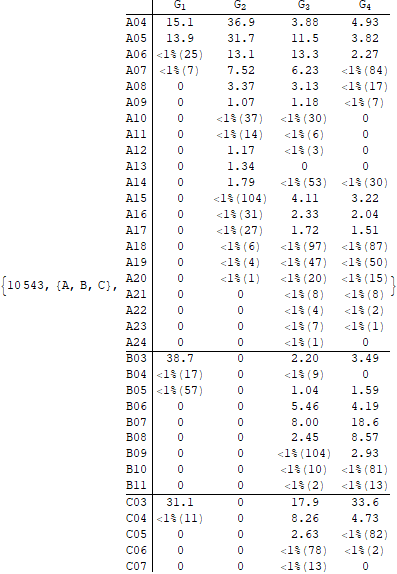 G1 G2 G3 G4
A04 15.1 36.9 3.88 4.93
A05 13.9 31.7 11.5 3.82
A06 <1%(25) 13.1 13.3 2.27
A07 <1%(7) 7.52 6.23 <1%(84)
A08 0 3.37 3.13 <1%(17)
A09 0 1.07 1.18 <1%(7)
A10 0 <1%(37) <1%(30) 0
A11 0 <1%(14) <1%(6) 0
A12 0 1.17 <1%(3) 0
A13 0 1.34 0 0
A14 0 1.79 <1%(53) <1%(30)
A15 0 <1%(104) 4.11 3.22
A16 0 <1%(31) 2.33 2.04
A17 0 <1%(27) 1.72 1.51
A18 0 <1%(6) <1%(97) <1%(87)
A19 0 <1%(4) <1%(47) <1%(50)
A20 0 <1%(1) <1%(20) <1%(15)
{10543, {A, B, C}, A21 0 0 <1%(8) <1%(8) }
A22 0 0 <1%(4) <1%(2)
A23 0 0 <1%(7) <1%(1)
A24 0 0 <1%(1) 0
B03 38.7 0 2.20 3.49
B04 <1%(17) 0 <1%(9) 0
B05 <1%(57) 0 1.04 1.59
B06 0 0 5.46 4.19
B07 0 0 8.00 18.6
B08 0 0 2.45 8.57
B09 0 0 <1%(104) 2.93
B10 0 0 <1%(10) <1%(81)
B11 0 0 <1%(2) <1%(13)
C03 31.1 0 17.9 33.6
C04 <1%(11) 0 8.26 4.73
C05 0 0 2.63 <1%(82)
C06 0 0 <1%(78) <1%(2)
C07 0 0 <1%(13) 0